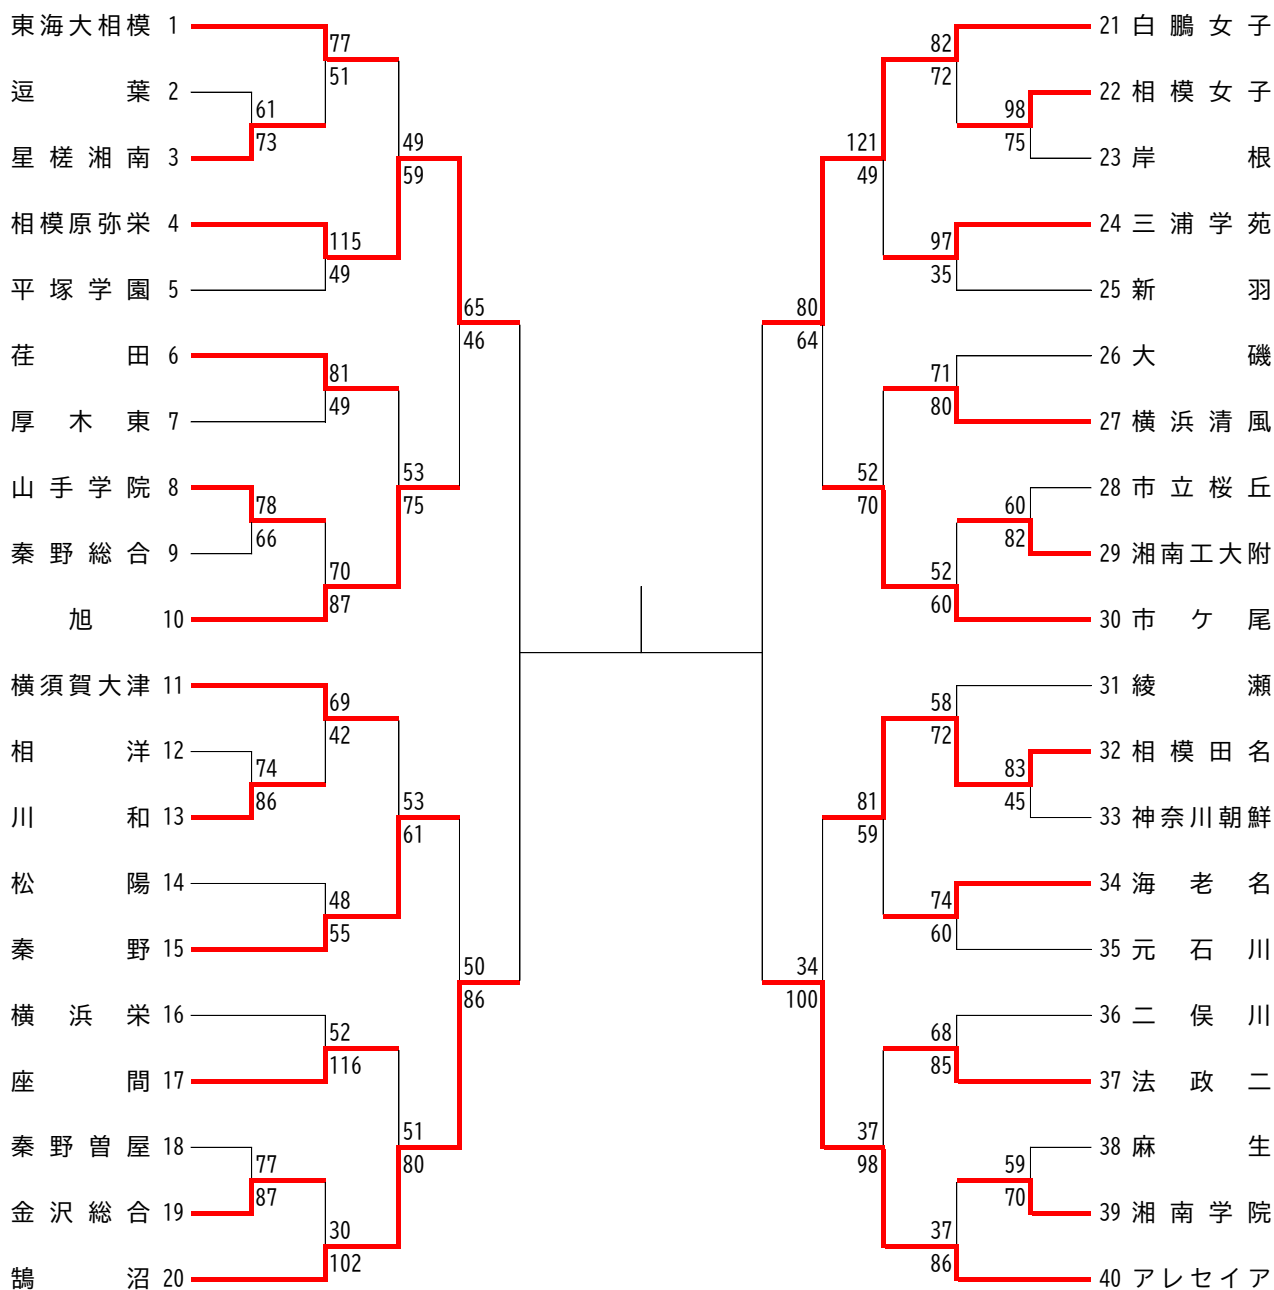 東海大相模 1
77
51
逗葉 2
61
73
星槎湘南 3
49
59
相模原弥栄 4
115
49
平塚学園 5
65
46
荏田 6
81
49
厚木東 7
53
75
山手学院 8
78
66
秦野総合 9
70
87
旭 10
横須賀大津 11
69
42
相洋 12
74
86
川和 13
53
61
松陽 14
48
55
秦野 15
50
86
横浜栄 16
52
116
座間 17
51
80
秦野曽屋 18
77
87
金沢総合 19
30
102
鵠沼 20
21 白鵬女子
82
72
22 相模女子
98
75
23 岸根
121
49
24 三浦学苑
97
35
25 新羽
80
64
26 大磯
71
80
27 横浜清風
52
70
28 市立桜丘
60
82
29 湘南工大附
52
60
30 市ケ尾
31 綾瀬
58
72
32 相模田名
83
45
33 神奈川朝鮮
81
59
34 海老名
74
60
35 元石川
34
100
36 二俣川
68
85
37 法政二
37
98
38 麻生
59
70
39 湘南学院
37
86
40 アレセイア